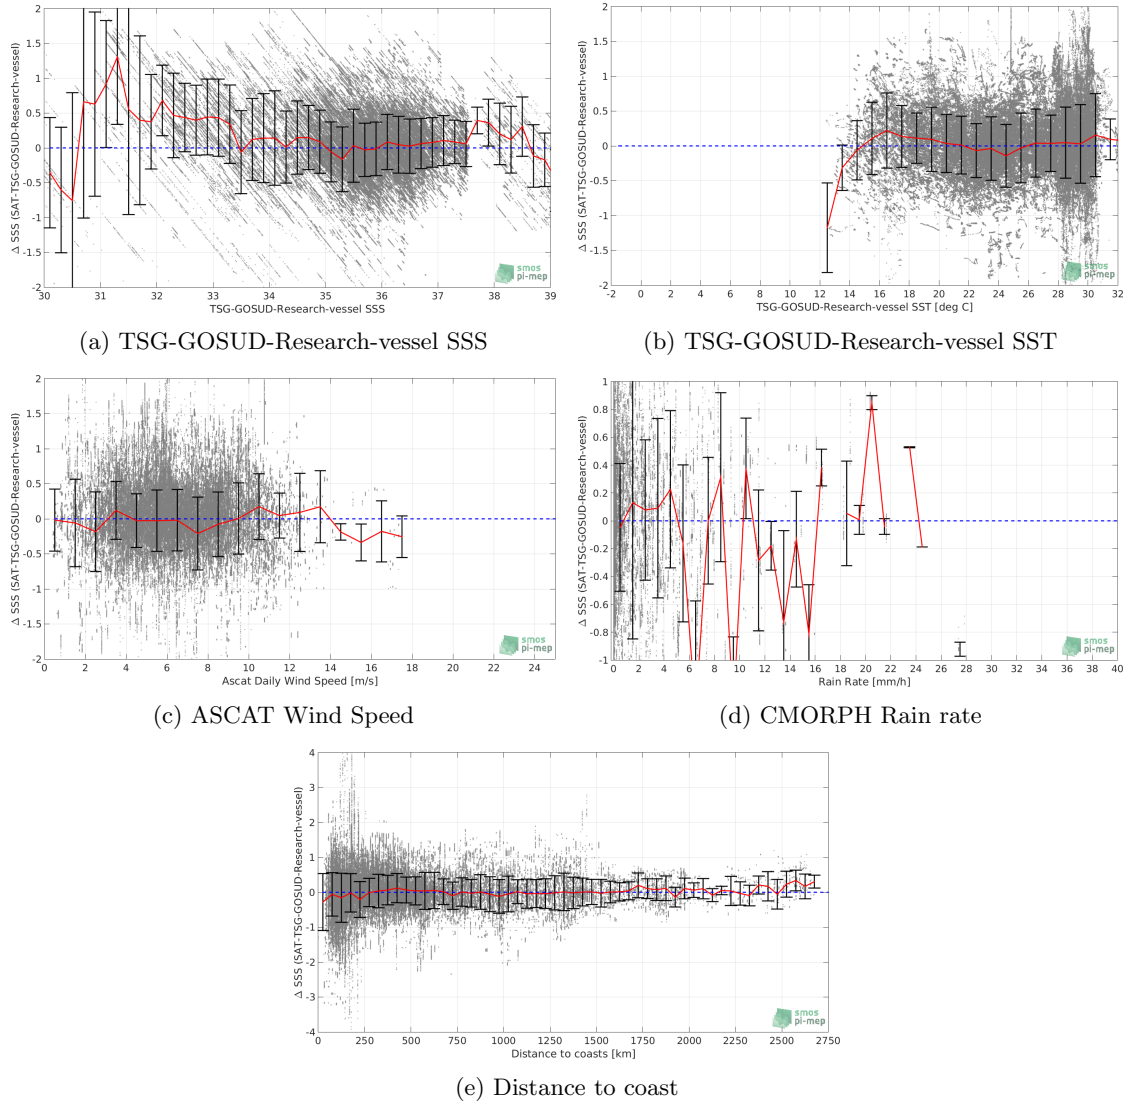 2
1.5
1
0.5
0
-0.5
-1
-1.5
-2
Δ SSS (SAT-TSG-GOSUD-Research-vessel)
30 31 32 33 34 35 36 37 38 39
TSG-GOSUD-Research-vessel SSS
smos
pi-mep
(a) TSG-GOSUD-Research-vessel SSS
2
1.5
1
0.5
0
-0.5
-1
-1.5
-2
Δ SSS (SAT-TSG-GOSUD-Research-vessel)
-2 0 2 4 6 8 10 12 14 16 18 20 22 24 26 28 30 32
TSG-GOSUD-Research-vessel SST [deg C]
smos
pi-mep
(b) TSG-GOSUD-Research-vessel SST
2
1.5
1
0.5
0
-0.5
-1
-1.5
-2
Δ SSS (SAT-TSG-GOSUD-Research-vessel)
0 2 4 6 8 10 12 14 16 18 20 22 24
Ascat Daily Wind Speed [m/s]
smos
pi-mep
(c) ASCAT Wind Speed
1
0.8
0.6
0.4
0.2
0
-0.2
-0.4
-0.6
-0.8
-1
Δ SSS (SAT-TSG-GOSUD-Research-vessel)
0 2 4 6 8 10 12 14 16 18 20 22 24 26 28 30 32 34 36 38 40
Rain Rate [mm/h]
smos
pi-mep
(d) CMORPH Rain rate
4
3
2
1
0
-1
-2
-3
-4
Δ SSS (SAT-TSG-GOSUD-Research-vessel)
0 250 500 750 1000 1250 1500 1750 2000 2250 2500 2750
Distance to coasts [km]
smos
pi-mep
(e) Distance to coast